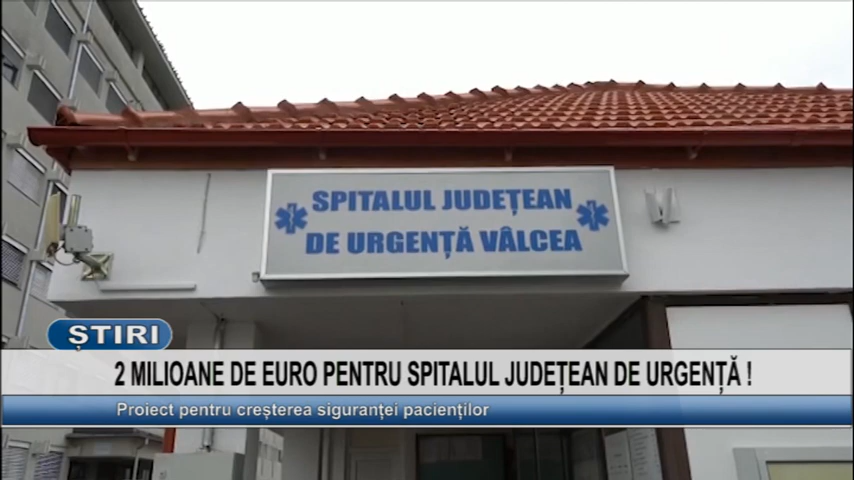 SPITALUL JUDEȚEAN
DE URGENȚĂ VÂLCEA
ȘTIRI
2 MILIOANE DE EURO PENTRU SPITALUL JUDEȚEAN DE URGENȚĂ !
Proiect pentru creșterea siguranței pacienților